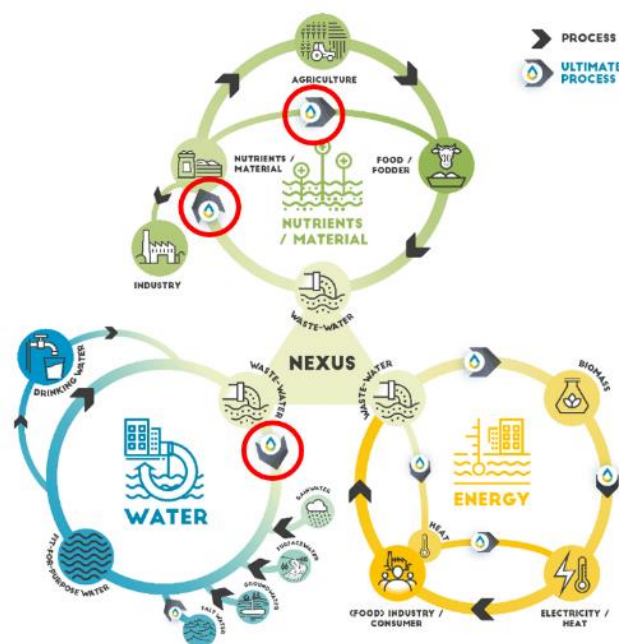 PROCESS
ULTIMATE
PROCESS
AGRICULTURE
NUTRIENTS /
MATERIAL
FOOD /
FODDER
NUTRIENTS
/ MATERIAL
INDUSTRY
WASTE-WATER
NEXUS
WASTE-WATER
WASTE-WATER
DRINKING WATER
WATER
FIT-FOR-PURPOSE WATER
RAINWATER
SURFACEWATER
GROUNDWATER
SALT WATER
BIOMASS
ENERGY
HEAT
(FOOD) INDUSTRY /
CONSUMER
ELECTRICITY /
HEAT